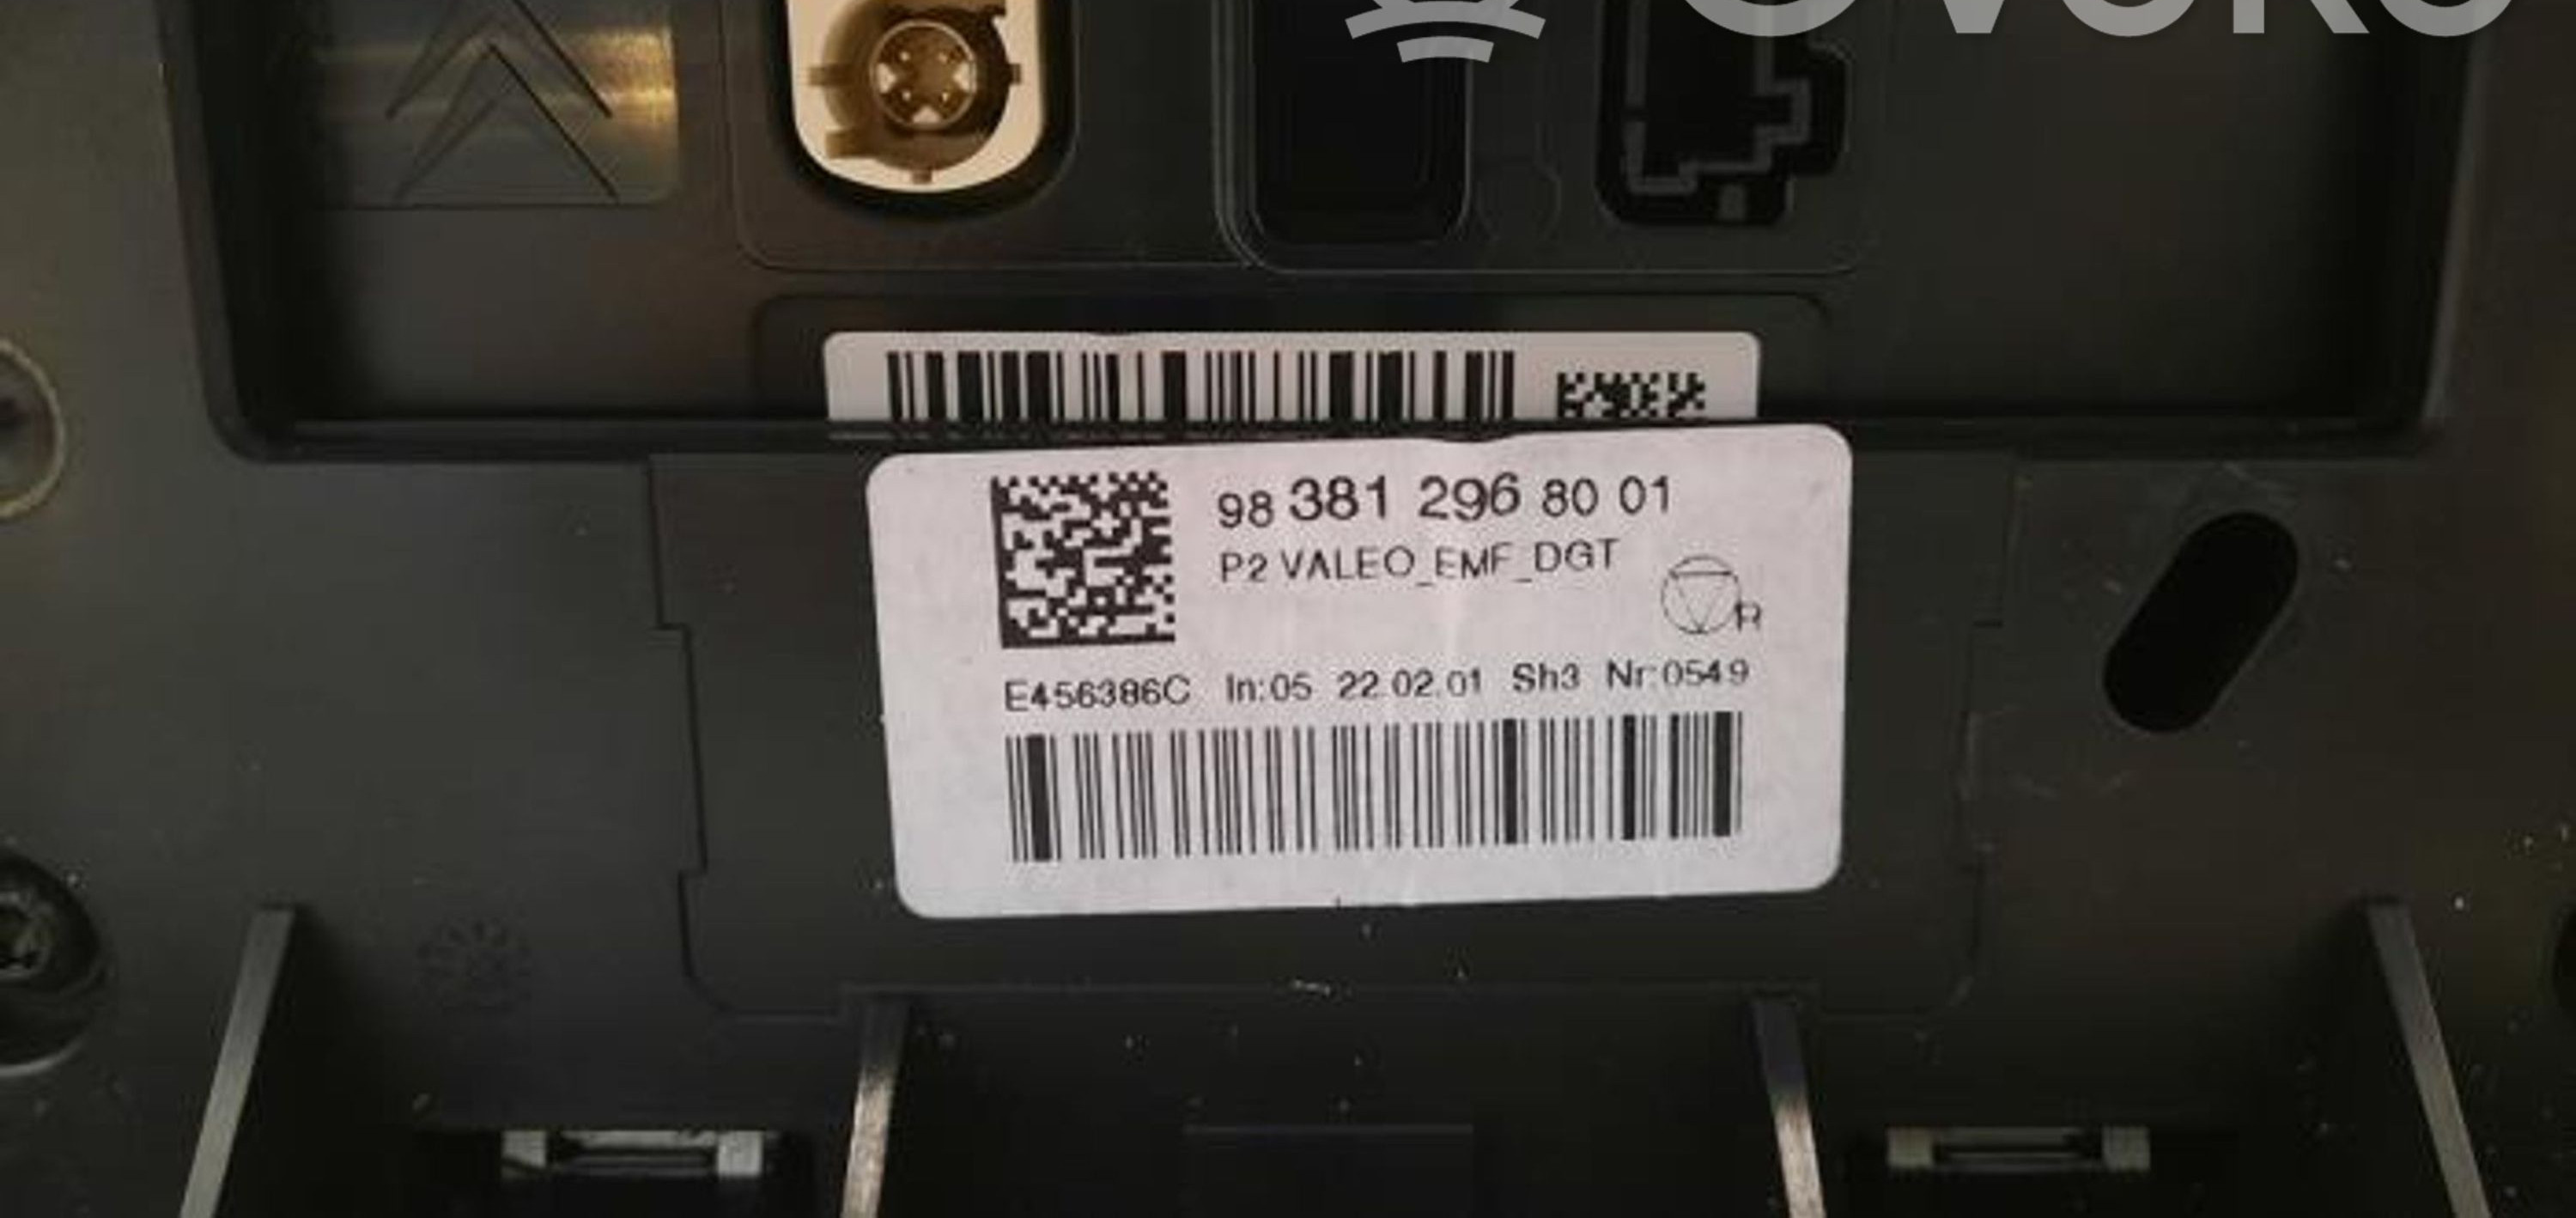 98 381 296 80 01
P2 VALEO_EMF_DGT
R
E456386C In:05 22.02.01 Sh3 Nr:0549